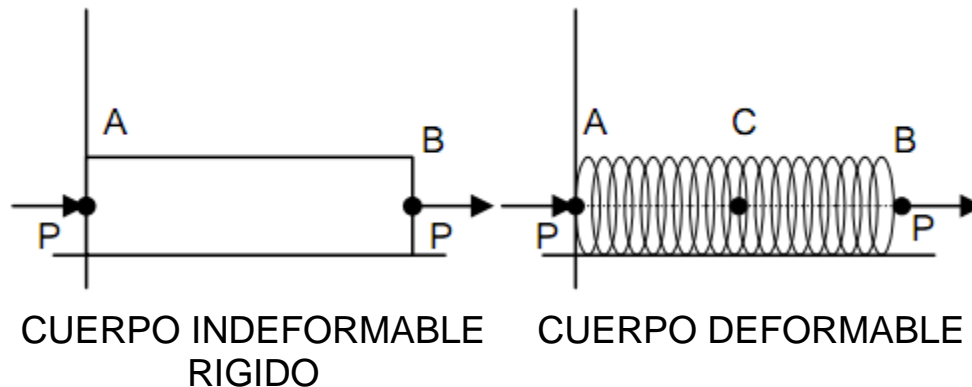 A
B
P
P
A
C
B
P
P
CUERPO INDEFORMABLE
RIGIDO
CUERPO DEFORMABLE